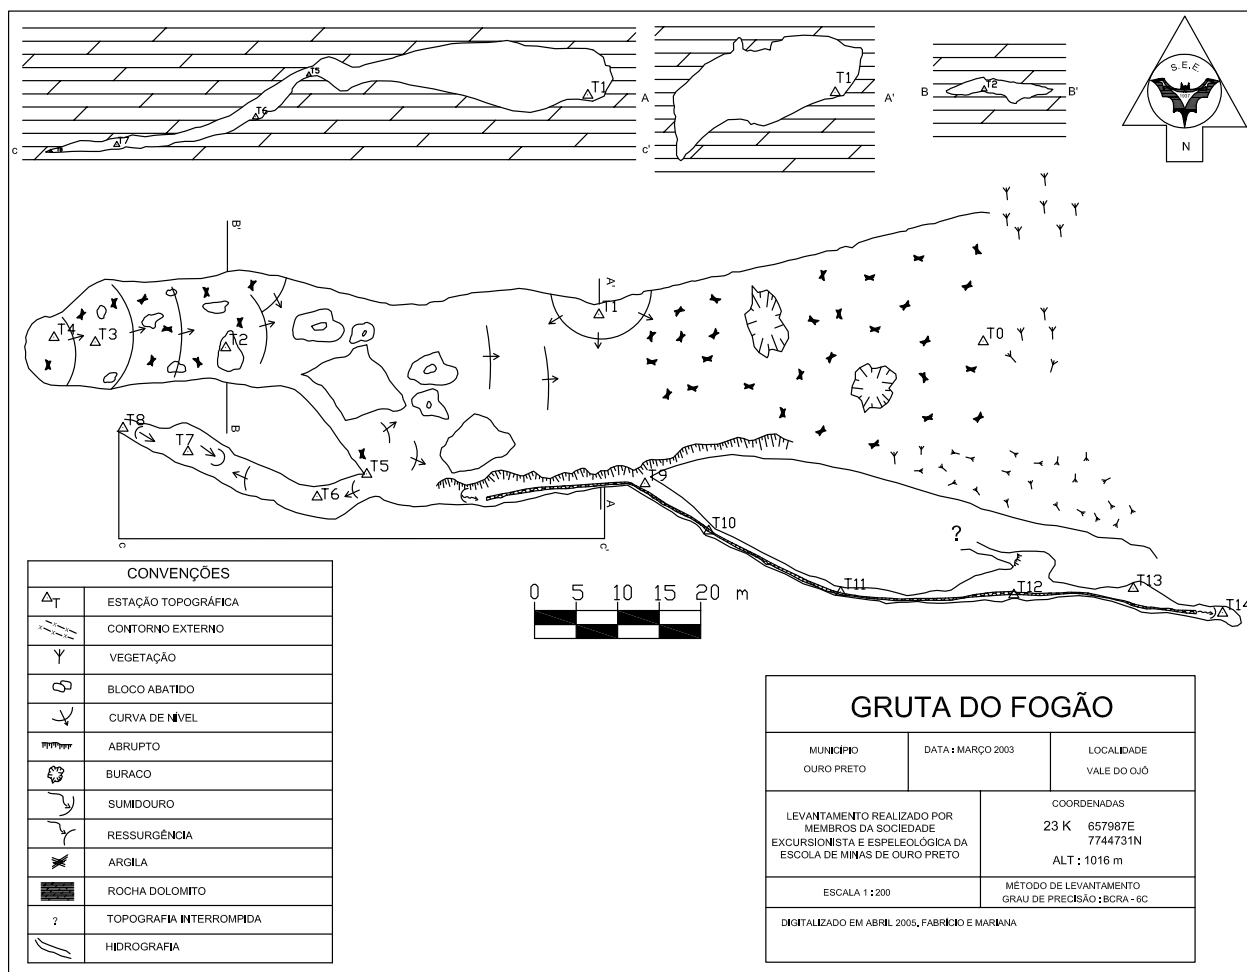 T5
T1
T6
T7
c
c'
A
T1
A'
B
T2
B'
S.E.E.
1937
N
B'
A'
T4
T3
T2
T1
T0
B
T8
T7
T5
T6
T9
A
c
c'
T10
?
T11
T12
T13
T14
0 5 10 15 20 m
CONVENÇÕES
T ESTAÇÃO TOPOGRÁFICA
CONTORNO EXTERNO
VEGETAÇÃO
BLOCO ABATIDO
CURVA DE NÍVEL
ABRUPTO
BURACO
SUMIDOURO
RESSURGÊNCIA
ARGILA
ROCHA DOLOMITO
? TOPOGRAFIA INTERROMPIDA
HIDROGRAFIA
GRUTA DO FOGÃO
MUNICÍPIO
OURO PRETO
DATA : MARÇO 2003
LOCALIDADE
VALE DO OJÔ
LEVANTAMENTO REALIZADO POR
MEMBROS DA SOCIEDADE
EXCURSIONISTA E ESPELEOLÓGICA DA
ESCOLA DE MINAS DE OURO PRETO
COORDENADAS
23 K 657987E
7744731N
ALT : 1016 m
ESCALA 1 : 200
MÉTODO DE LEVANTAMENTO
GRAU DE PRECISÃO : BCRA - 6C
DIGITALIZADO EM ABRIL 2005, FABRÍCIO E MARIANA